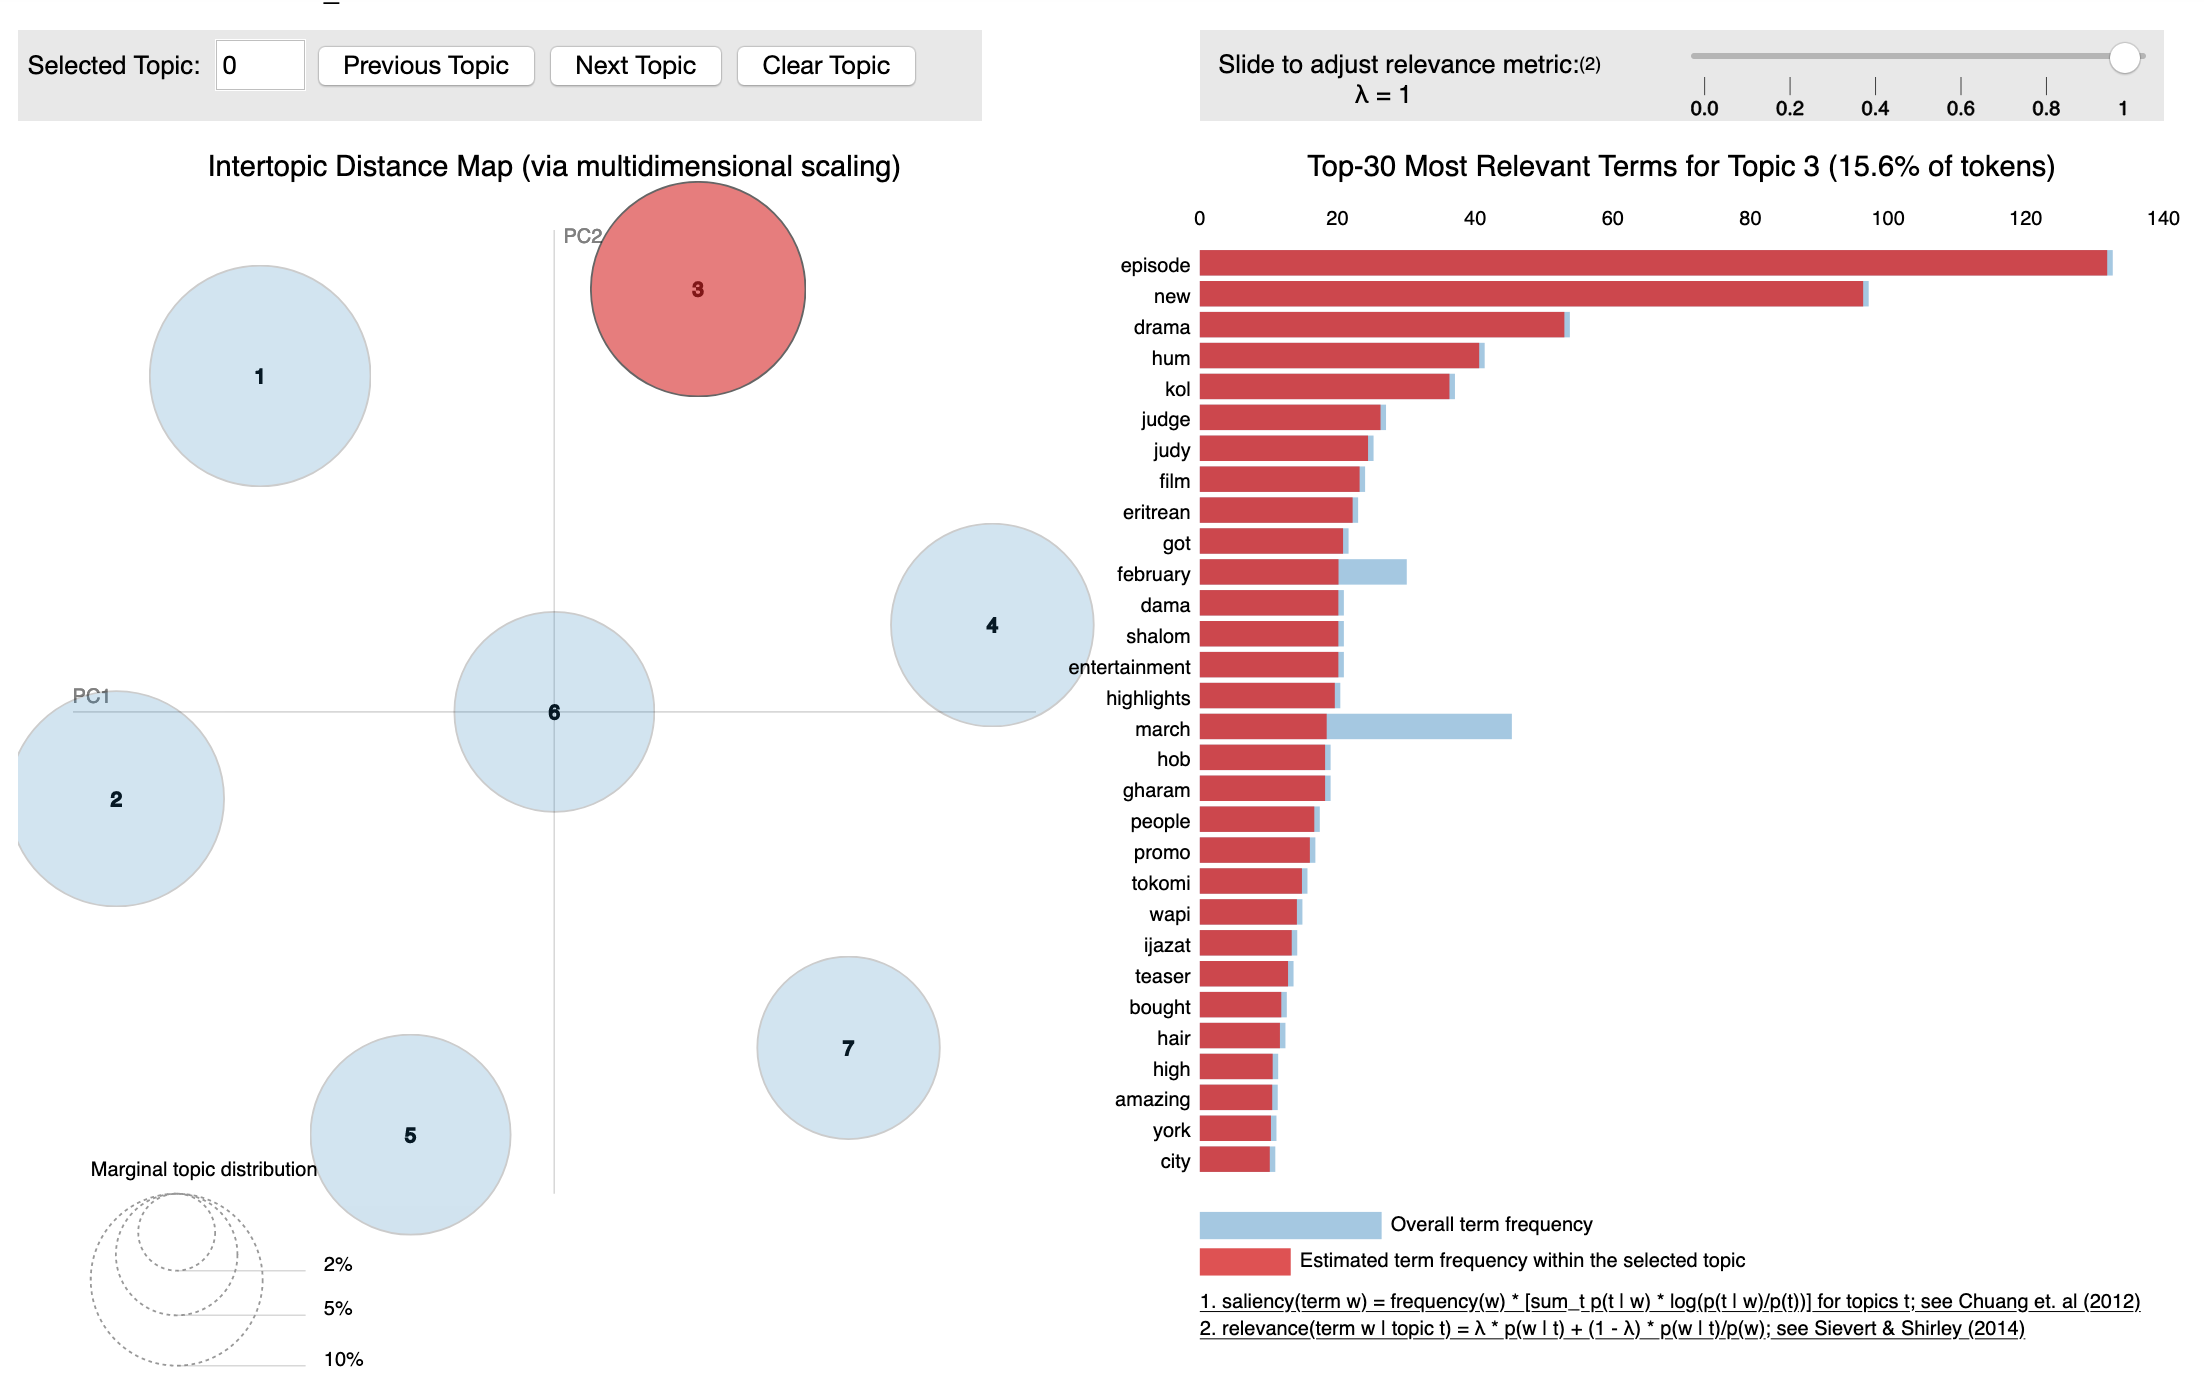 Selected Topic: 0 Previous Topic Next Topic Clear Topic
Slide to adjust relevance metric:(2)
λ = 1
0.0 0.2 0.4 0.6 0.8 1
Intertopic Distance Map (via multidimensional scaling)
PC2
PC1
1
2
3
4
5
6
7
Marginal topic distribution
2%
5%
10%
Top-30 Most Relevant Terms for Topic 3 (15.6% of tokens)
0 20 40 60 80 100 120 140
episode
new
drama
hum
kol
judge
judy
film
eritrean
got
february
dama
shalom
entertainment
highlights
march
hob
gharam
people
promo
tokomi
wapi
ijazat
teaser
bought
hair
high
amazing
york
city
Overall term frequency
Estimated term frequency within the selected topic
1. saliency(term w) = frequency(w) * [sum_t p(t | w) * log(p(t | w)/p(t))] for topics t; see Chuang et. al (2012)
2. relevance(term w | topic t) = λ * p(w | t) + (1 - λ) * p(w | t)/p(w); see Sievert & Shirley (2014)